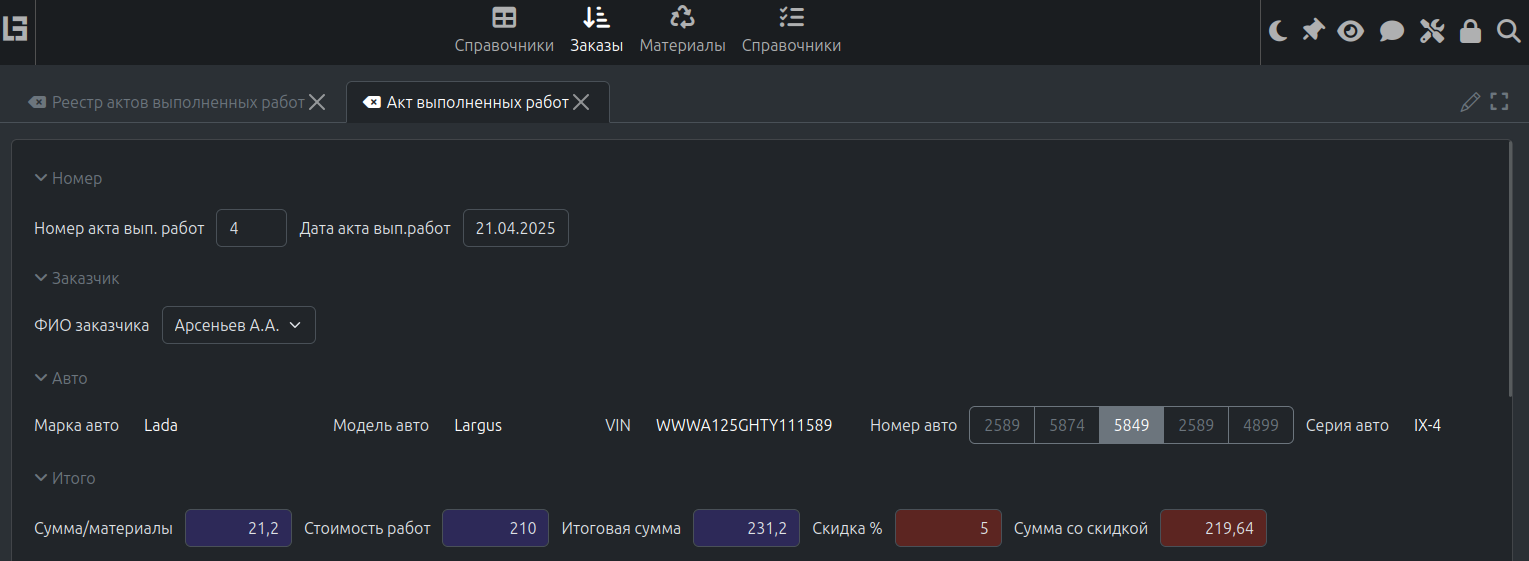 Справочники Заказы Материалы Справочники
Реестр актов выполненных работ Акт выполненных работ
Номер
Номер акта вып. работ 4 Дата акта вып.работ 21.04.2025
Заказчик
ФИО заказчика Арсеньев А.А.
Авто
Марка авто Lada Модель авто Largus VIN WWWA125GHTY111589 Номер авто 2589 5874 5849 2589 4899 Серия авто IX-4
Итого
Сумма/материалы 21,2 Стоимость работ 210 Итоговая сумма 231,2 Скидка % 5 Сумма со скидкой 219,64